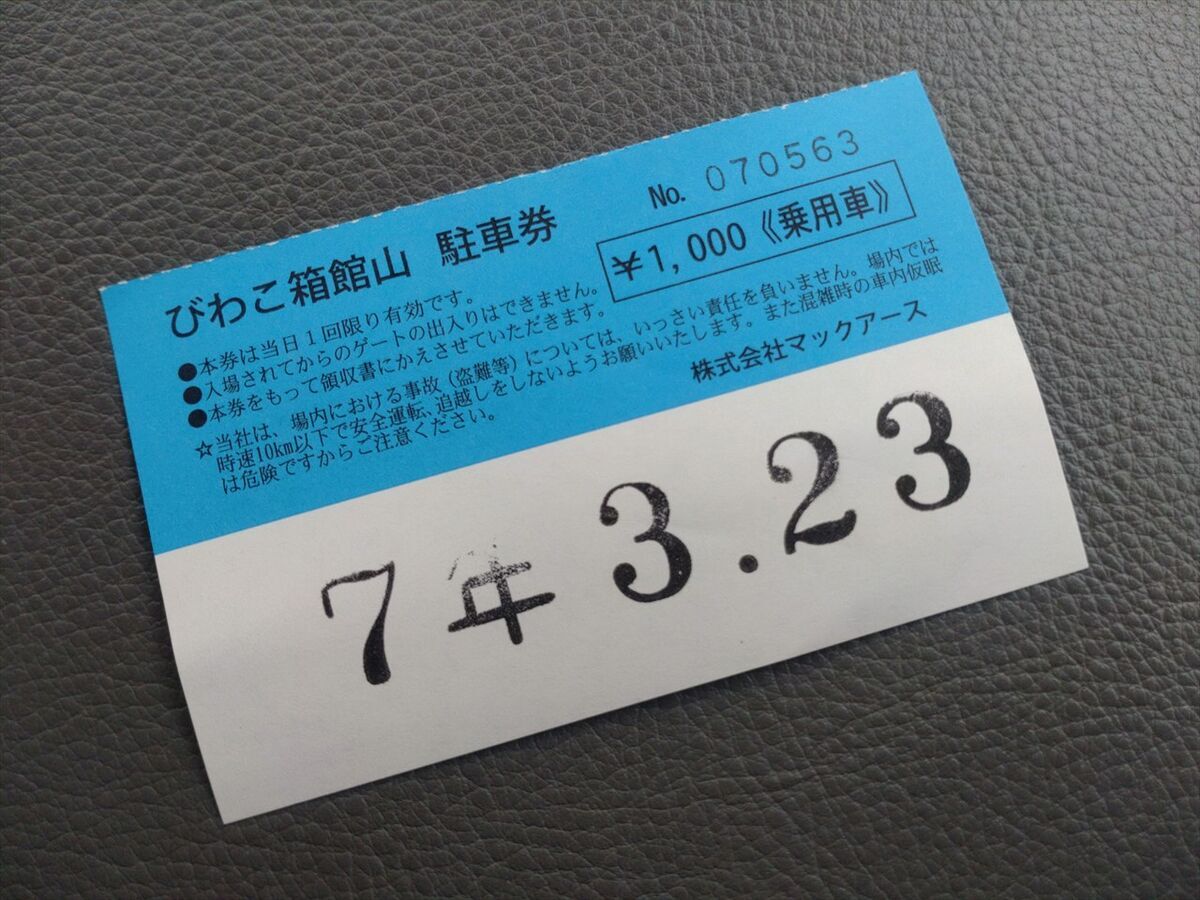 No. 070563
びわこ箱館山 駐車券
￥1,000《乗用車》
●本券は当日1回限り有効です。
●入場されてからのゲートの出入りはできません。
●本券をもって領収書にかえさせていただきます。
☆当社は、場内における事故(盗難等)については、いっさい責任を負いません。場内では
時速10km以下で安全運転、追越しをしないようお願いいたします。また混雑時の車内仮眠
は危険ですからご注意ください。
株式会社マックアース
7年3.23